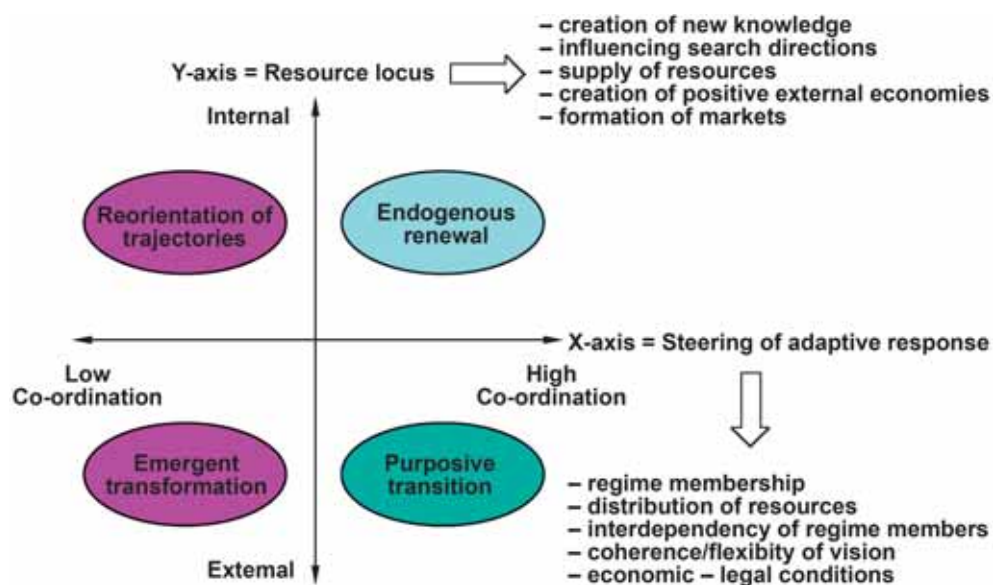 – creation of new knowledge
– influencing search directions
Y-axis = Resource locus
– supply of resources
– creation of positive external economies
Internal
– formation of markets
Reorientation of
trajectories
Endogenous
renewal
X-axis = Steering of adaptive response
Low
Co-ordination
High
Co-ordination
Emergent
transformation
Purposive
transition
– regime membership
– distribution of resources
– interdependency of regime members
– coherence/flexibity of vision
External
– economic – legal conditions